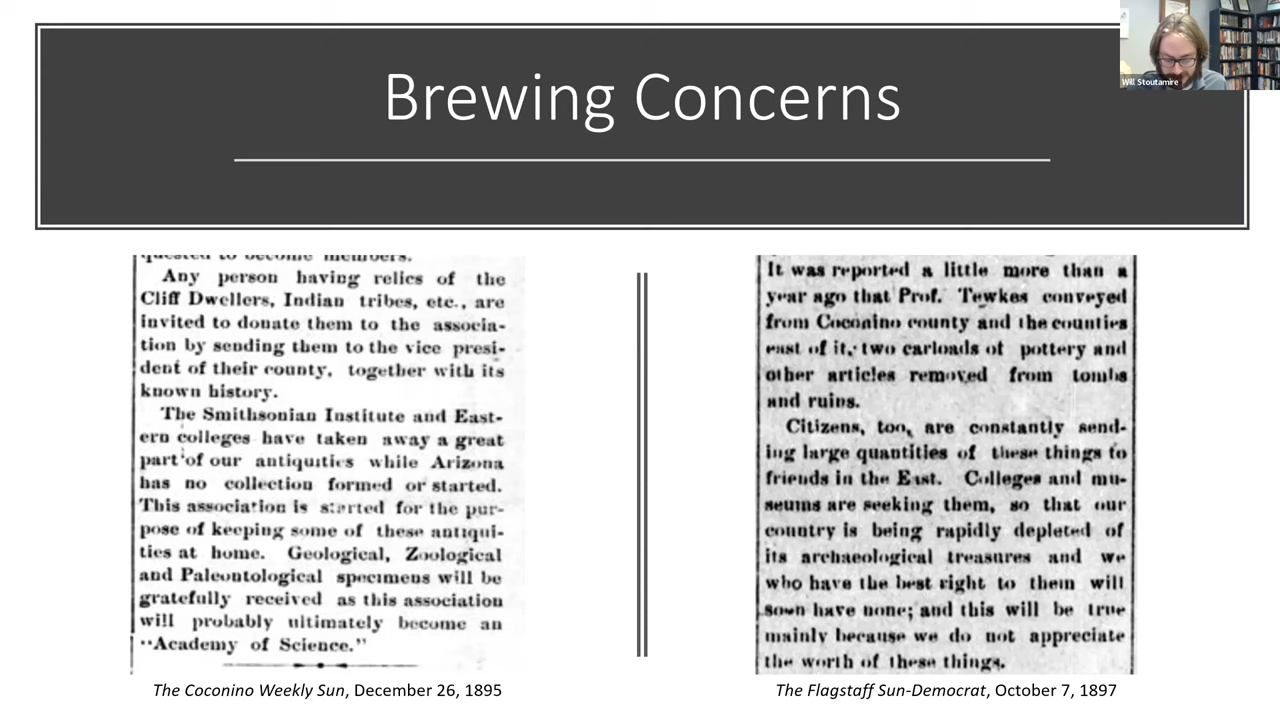 Brewing Concerns
Will Stoutamire
quested to become members.
Any person having relics of the
Cliff Dwellers, Indian tribes, etc., are
invited to donate them to the associa-
tion by sending them to the vice presi-
dent of their county, together with its
known history.
The Smithsonian Institute and East-
ern colleges have taken away a great
part of our antiquities while Arizona
has no collection formed or started.
This association is started for the pur-
pose of keeping some of these antiqui-
ties at home. Geological, Zoological
and Paleontological specimens will be
gratefully received as this association
will probably ultimately become an
"Academy of Science."
The Coconino Weekly Sun, December 26, 1895
It was reported a little more than a
year ago that Prof. Tewkes conveyed
from Coconino county and the counties
east of it, two carloads of pottery and
other articles removed from tombs
and ruins.
Citizens, too, are constantly send-
ing large quantities of these things to
friends in the East. Colleges and mu-
seums are seeking them, so that our
country is being rapidly depleted of
its archaeological treasures and we
who have the best right to them will
soon have none; and this will be true
mainly because we do not appreciate
the worth of these things.
The Flagstaff Sun-Democrat, October 7, 1897